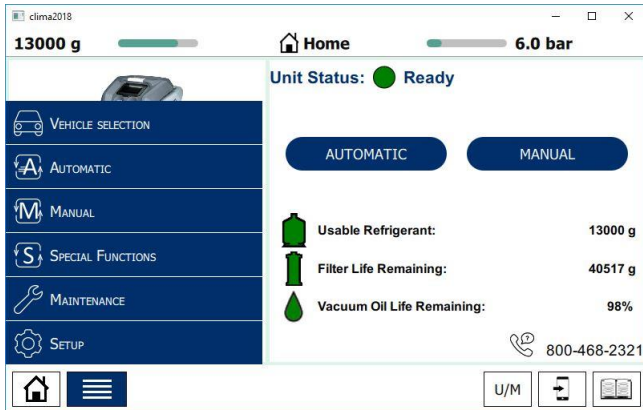 clima2018
13000 g
Home
6.0 bar
Unit Status: Ready
VEHICLE SELECTION
AUTOMATIC
MANUAL
SPECIAL FUNCTIONS
MAINTENANCE
SETUP
AUTOMATIC
MANUAL
Usable Refrigerant: 13000 g
Filter Life Remaining: 40517 g
Vacuum Oil Life Remaining: 98%
800-468-2321
U/M